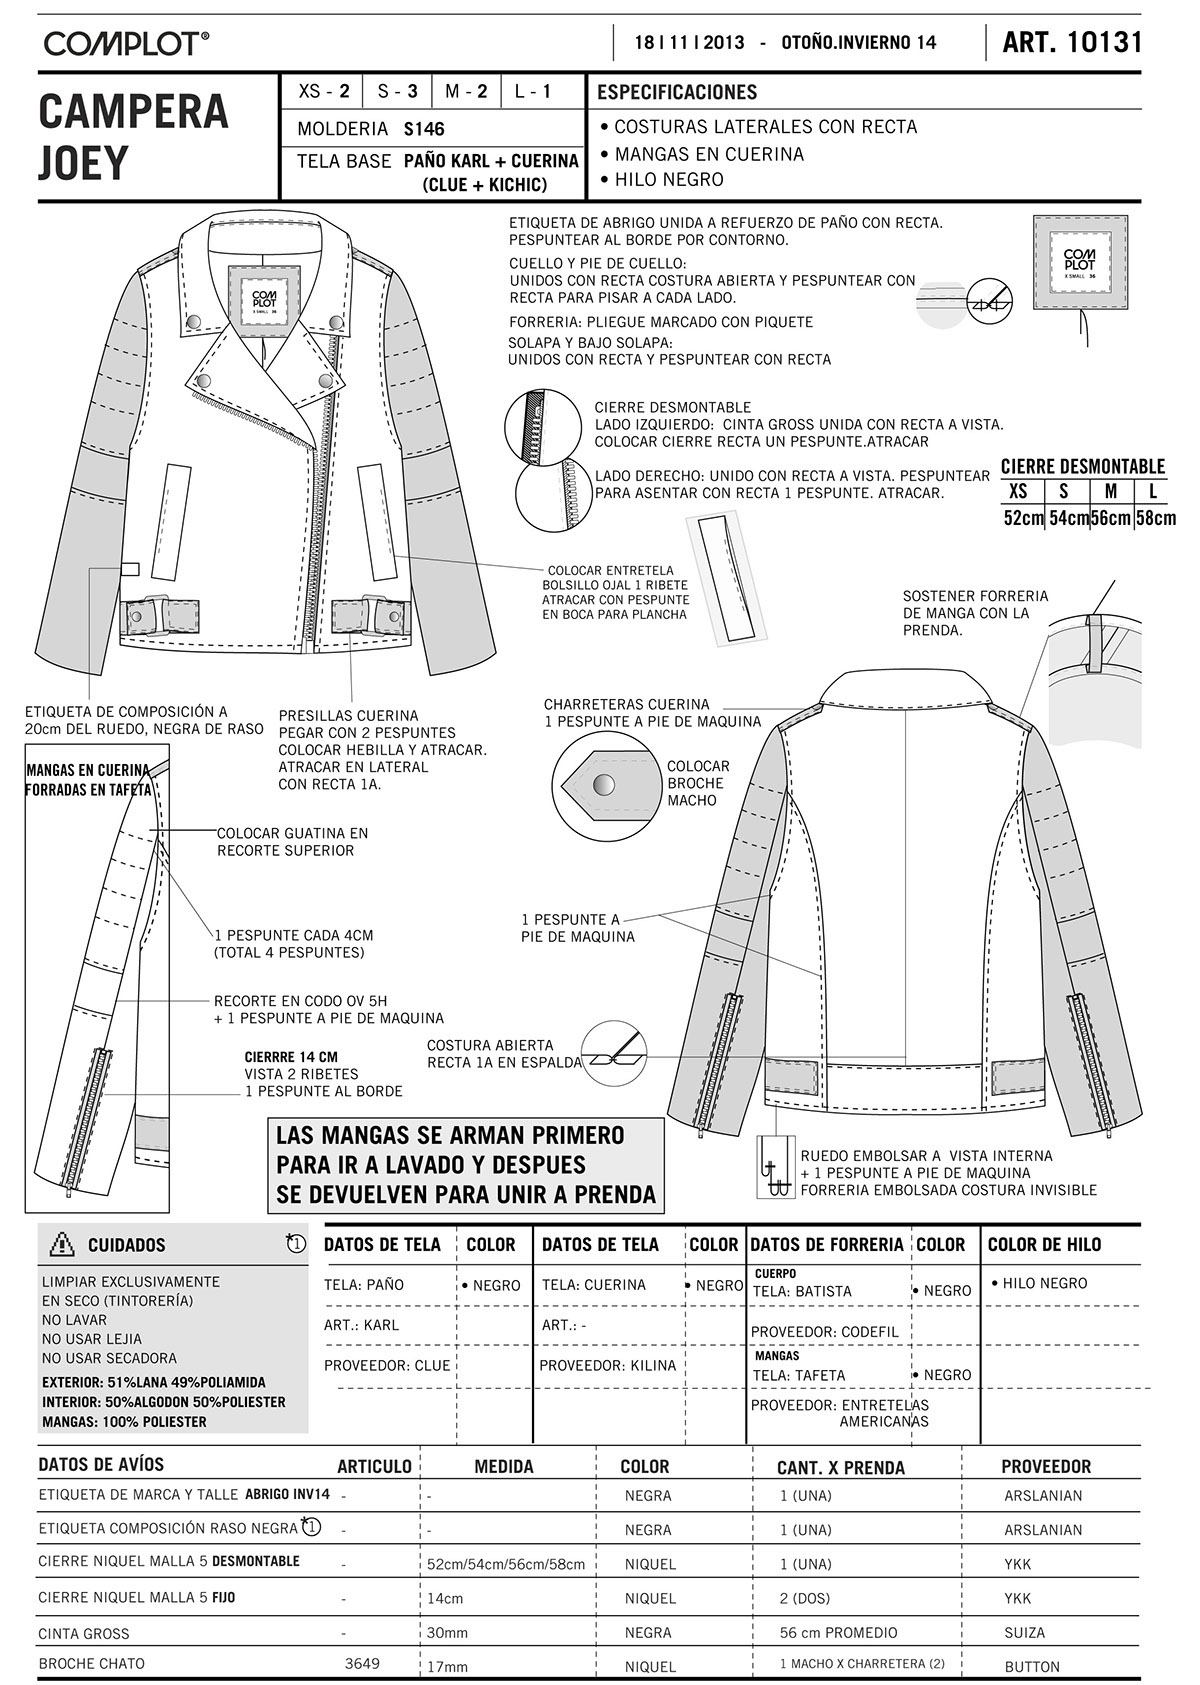 COMPLOT®
18 | 11 | 2013 - OTOÑO.INVIERNO 14
ART. 10131
CAMPERA
JOEY
XS - 2 S - 3 M - 2 L - 1
MOLDERIA S146
TELA BASE PAÑO KARL + CUERINA
(CLUE + KICHIC)
ESPECIFICACIONES
• COSTURAS LATERALES CON RECTA
• MANGAS EN CUERINA
• HILO NEGRO
ETIQUETA DE ABRIGO UNIDA A REFUERZO DE PAÑO CON RECTA.
PESPUNTEAR AL BORDE POR CONTORNO.
CUELLO Y PIE DE CUELLO:
UNIDOS CON RECTA COSTURA ABIERTA Y PESPUNTEAR CON
RECTA PARA PISAR A CADA LADO.
FORRERIA: PLIEGUE MARCADO CON PIQUETE
SOLAPA Y BAJO SOLAPA:
UNIDOS CON RECTA Y PESPUNTEAR CON RECTA
COM
PLOT
X SMALL 36
COM
PLOT
X SMALL 36
CIERRE DESMONTABLE
LADO IZQUIERDO: CINTA GROSS UNIDA CON RECTA A VISTA.
COLOCAR CIERRE RECTA UN PESPUNTE.ATRACAR
LADO DERECHO: UNIDO CON RECTA A VISTA. PESPUNTEAR
PARA ASENTAR CON RECTA 1 PESPUNTE. ATRACAR.
CIERRE DESMONTABLE
XS S M L
52cm 54cm 56cm 58cm
COLOCAR ENTRETELA
BOLSILLO OJAL 1 RIBETE
ATRACAR CON PESPUNTE
EN BOCA PARA PLANCHA
SOSTENER FORRERIA
DE MANGA CON LA
PRENDA.
ETIQUETA DE COMPOSICIÓN A
20cm DEL RUEDO, NEGRA DE RASO
PRESILLAS CUERINA
PEGAR CON 2 PESPUNTES
COLOCAR HEBILLA Y ATRACAR.
ATRACAR EN LATERAL
CON RECTA 1A.
CHARRETERAS CUERINA
1 PESPUNTE A PIE DE MAQUINA
COLOCAR
BROCHE
MACHO
MANGAS EN CUERINA
FORRADAS EN TAFETA
COLOCAR GUATINA EN
RECORTE SUPERIOR
1 PESPUNTE CADA 4CM
(TOTAL 4 PESPUNTES)
1 PESPUNTE A
PIE DE MAQUINA
RECORTE EN CODO OV 5H
+ 1 PESPUNTE A PIE DE MAQUINA
CIERRRE 14 CM
VISTA 2 RIBETES
1 PESPUNTE AL BORDE
COSTURA ABIERTA
RECTA 1A EN ESPALDA
LAS MANGAS SE ARMAN PRIMERO
PARA IR A LAVADO Y DESPUES
SE DEVUELVEN PARA UNIR A PRENDA
RUEDO EMBOLSAR A VISTA INTERNA
+ 1 PESPUNTE A PIE DE MAQUINA
FORRERIA EMBOLSADA COSTURA INVISIBLE
CUIDADOS *1
LIMPIAR EXCLUSIVAMENTE
EN SECO (TINTORERÍA)
NO LAVAR
NO USAR LEJIA
NO USAR SECADORA
EXTERIOR: 51%LANA 49%POLIAMIDA
INTERIOR: 50%ALGODON 50%POLIESTER
MANGAS: 100% POLIESTER
DATOS DE TELA COLOR DATOS DE TELA COLOR DATOS DE FORRERIA COLOR COLOR DE HILO
TELA: PAÑO • NEGRO TELA: CUERINA • NEGRO
ART.: KARL ART.: -
PROVEEDOR: CLUE PROVEEDOR: KILINA
CUERPO
TELA: BATISTA • NEGRO • HILO NEGRO
PROVEEDOR: CODEFIL
MANGAS
TELA: TAFETA • NEGRO
PROVEEDOR: ENTRETELAS
AMERICANAS
DATOS DE AVÍOS ARTICULO MEDIDA COLOR CANT. X PRENDA PROVEEDOR
ETIQUETA DE MARCA Y TALLE ABRIGO INV14 - - NEGRA 1 (UNA) ARSLANIAN
ETIQUETA COMPOSICIÓN RASO NEGRA *1 - - NEGRA 1 (UNA) ARSLANIAN
CIERRE NIQUEL MALLA 5 DESMONTABLE - 52cm/54cm/56cm/58cm NIQUEL 1 (UNA) YKK
CIERRE NIQUEL MALLA 5 FIJO - 14cm NIQUEL 2 (DOS) YKK
CINTA GROSS - 30mm NEGRA 56 cm PROMEDIO SUIZA
BROCHE CHATO 3649 17mm NIQUEL 1 MACHO X CHARRETERA (2) BUTTON